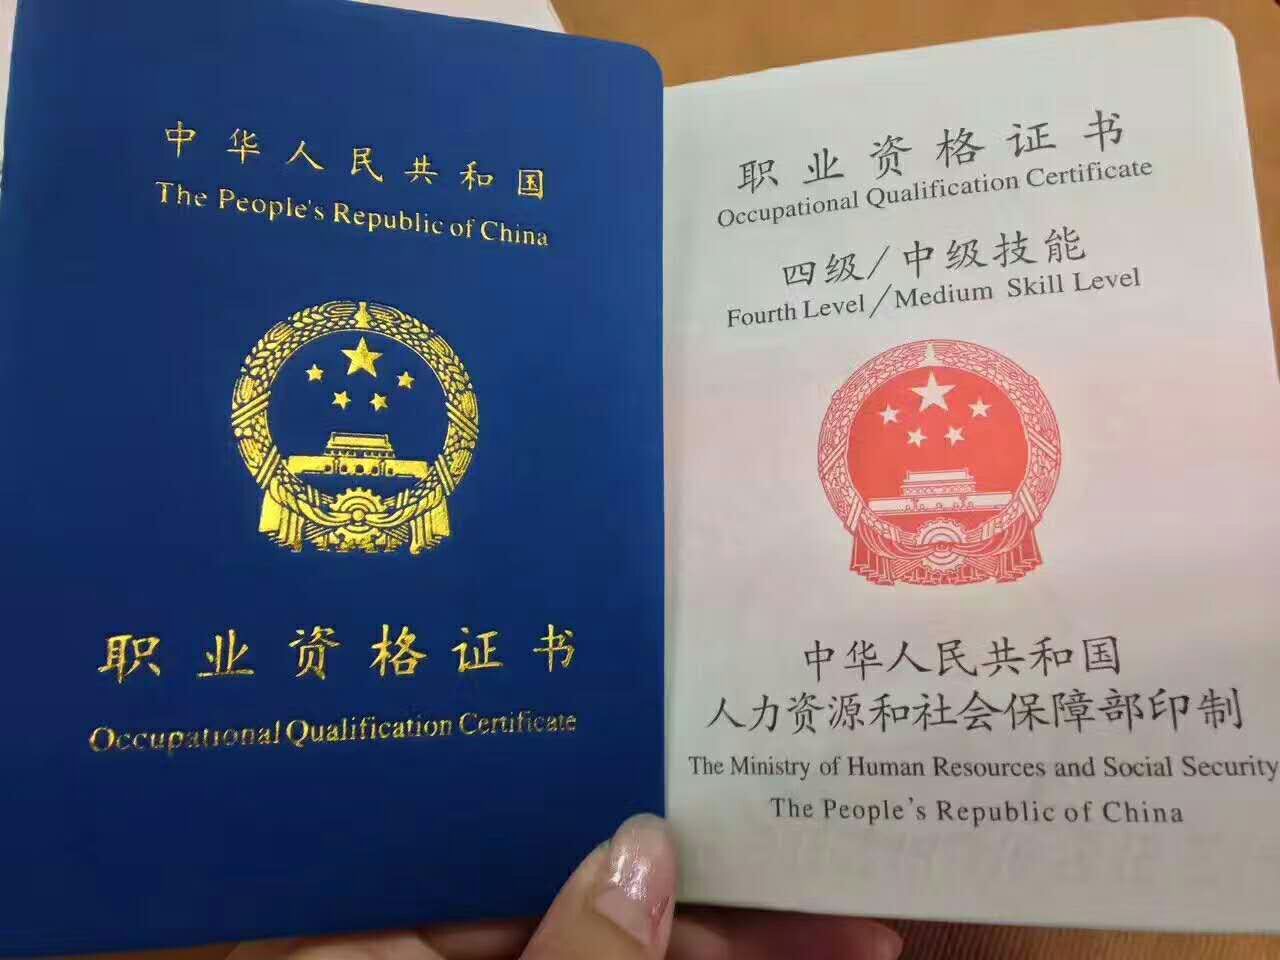 中华人民共和国
The People's Republic of China
职业资格证书
Occupational Qualification Certificate
职业资格证书
Occupational Qualification Certificate
四级/中级技能
Fourth Level/Medium Skill Level
中华人民共和国
人力资源和社会保障部印制
The Ministry of Human Resources and Social Security
The People's Republic of China